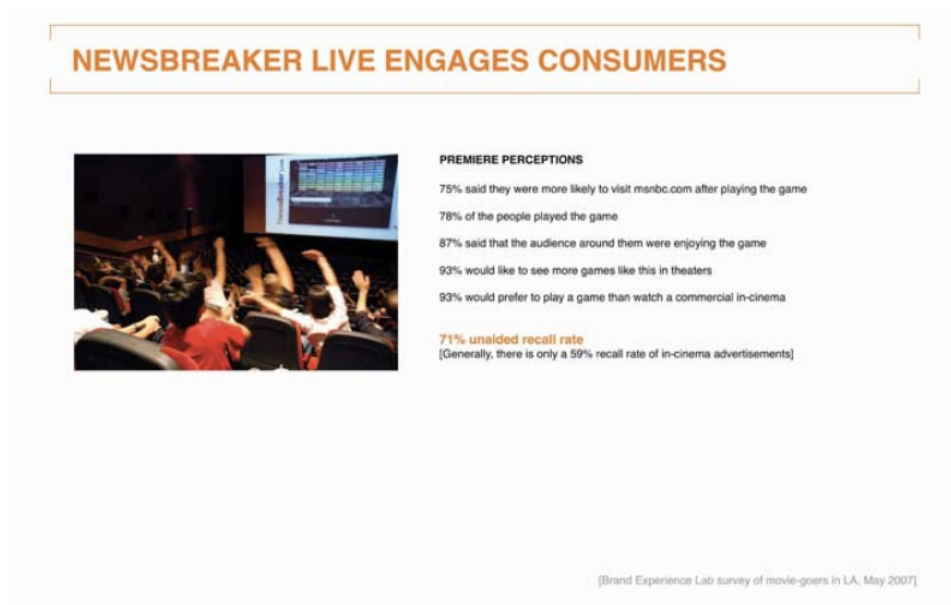 NEWSBREAKER LIVE ENGAGES CONSUMERS
NewsBreaker Live
PREMIERE PERCEPTIONS
75% said they were more likely to visit msnbc.com after playing the game
78% of the people played the game
87% said that the audience around them were enjoying the game
93% would like to see more games like this in theaters
93% would prefer to play a game than watch a commercial in-cinema
71% unaided recall rate
[Generally, there is only a 59% recall rate of in-cinema advertisements]
[Brand Experience Lab survey of movie-goers in LA, May 2007]